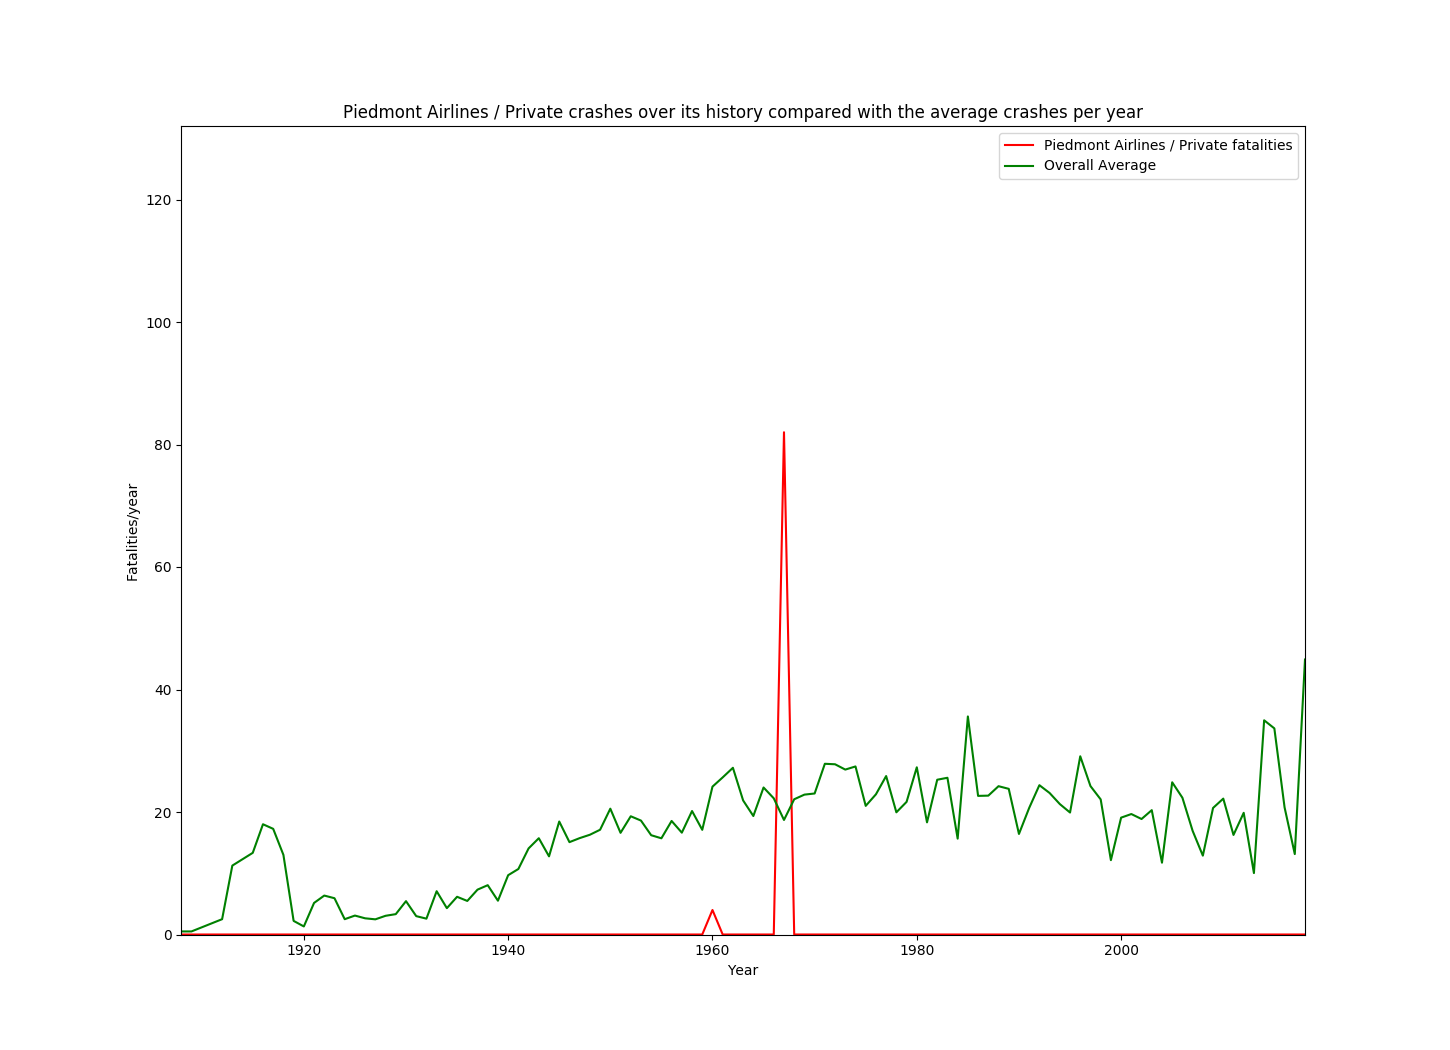 Piedmont Airlines / Private crashes over its history compared with the average crashes per year
Piedmont Airlines / Private fatalities
Overall Average
120
100
80
60
40
20
0
Fatalities/year
1920 1940 1960 1980 2000
Year